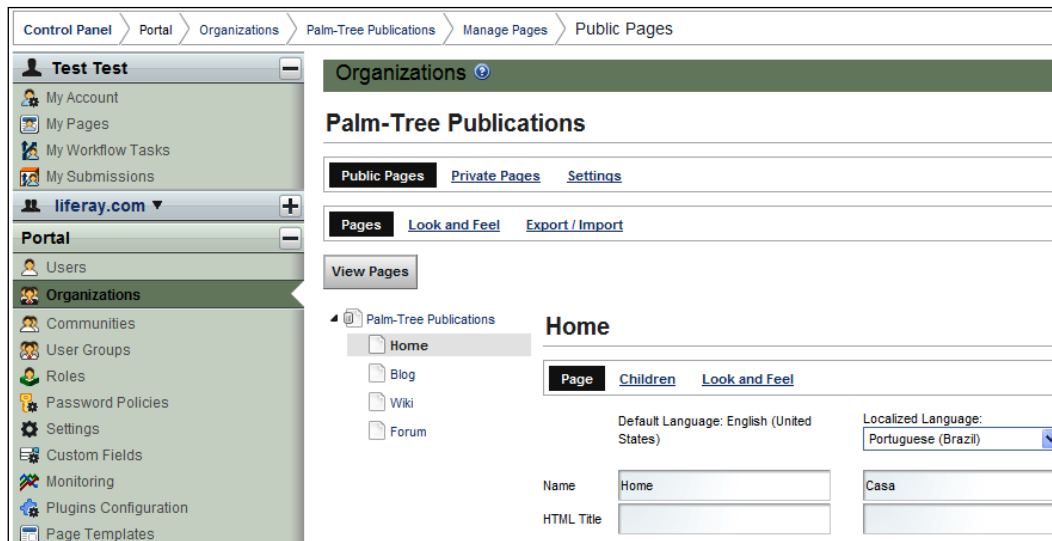 Control Panel Portal Organizations Palm-Tree Publications Manage Pages Public Pages
Test Test
My Account
My Pages
My Workflow Tasks
My Submissions
liferay.com
Portal
Users
Organizations
Communities
User Groups
Roles
Password Policies
Settings
Custom Fields
Monitoring
Plugins Configuration
Page Templates
Organizations
Palm-Tree Publications
Public Pages Private Pages Settings
Pages Look and Feel Export / Import
View Pages
Palm-Tree Publications
Home
Blog
Wiki
Forum
Home
Page Children Look and Feel
Default Language: English (United
States)
Localized Language:
Portuguese (Brazil)
Name Home Casa
HTML Title